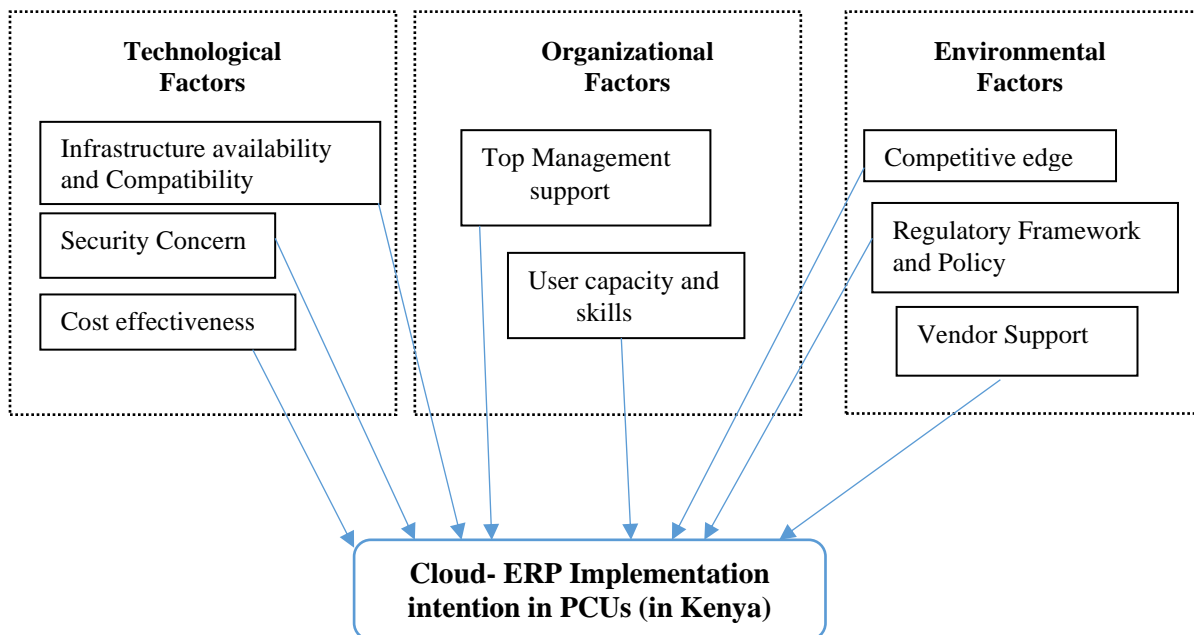 Technological
Factors
Infrastructure availability
and Compatibility
Security Concern
Cost effectiveness
Organizational
Factors
Top Management
support
User capacity and
skills
Environmental
Factors
Competitive edge
Regulatory Framework
and Policy
Vendor Support
Cloud- ERP Implementation
intention in PCUs (in Kenya)